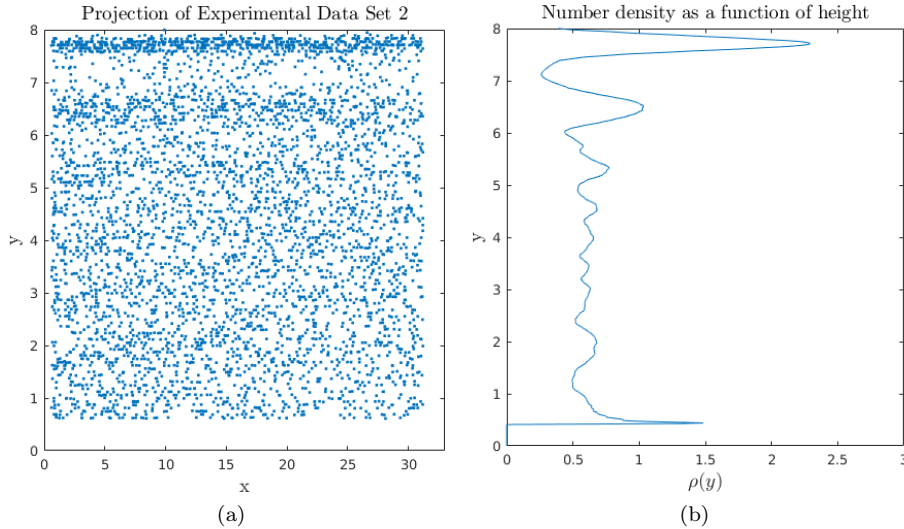 Projection of Experimental Data Set 2
8
7
6
5
4
3
2
1
0
y
0 5 10 15 20 25 30
x
(a)
Number density as a function of height
8
7
6
5
4
3
2
1
0
y
0 0.5 1 1.5 2 2.5 3
ρ(y)
(b)